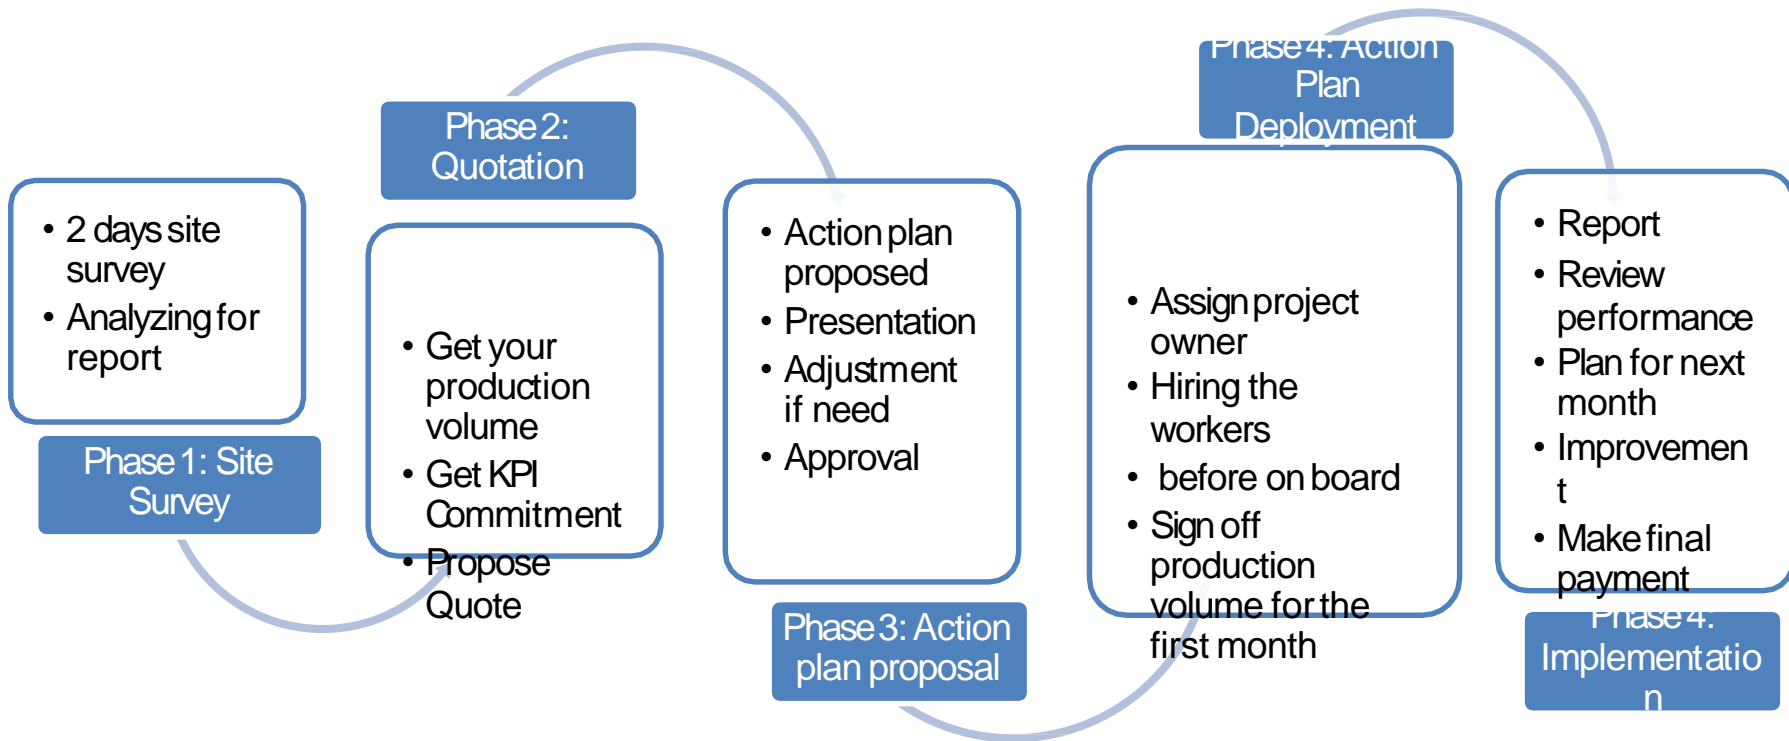 • 2 days site
survey
• Analyzing for
report
Phase 1: Site
Survey
Phase 2:
Quotation
• Get your
production
volume
• Get KPI
Commitment
• Propose
Quote
• Action plan
proposed
• Presentation
• Adjustment
if need
• Approval
Phase 3: Action
plan proposal
Phase 4: Action
Plan
Deployment
• Assign project
owner
• Hiring the
workers
• before on board
• Sign off
production
volume for the
first month
• Report
• Review
performance
• Plan for next
month
• Improvemen
t
• Make final
payment
Phase 4:
Implementatio
n